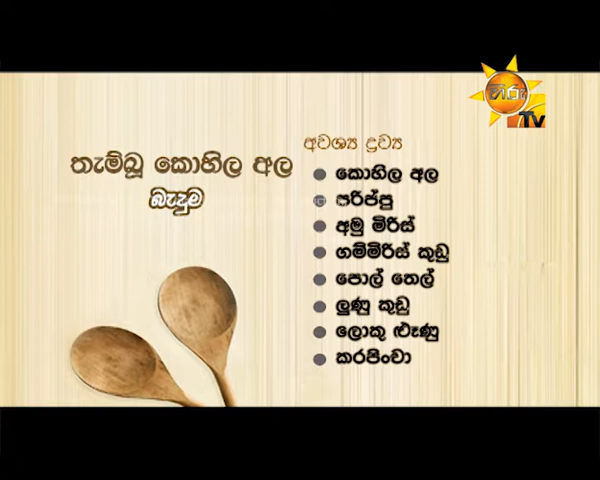 හිරු
TV
තැම්බූ කොහිල අල
බැදුම
අවශ්‍ය ද්‍රව්‍ය
කොහිල අල
පරිප්පු
අමු මිරිස්
ගම්මිරිස් කුඩු
පොල් තෙල්
ලුණු කුඩු
ලොකු ළූණු
කරපිංචා